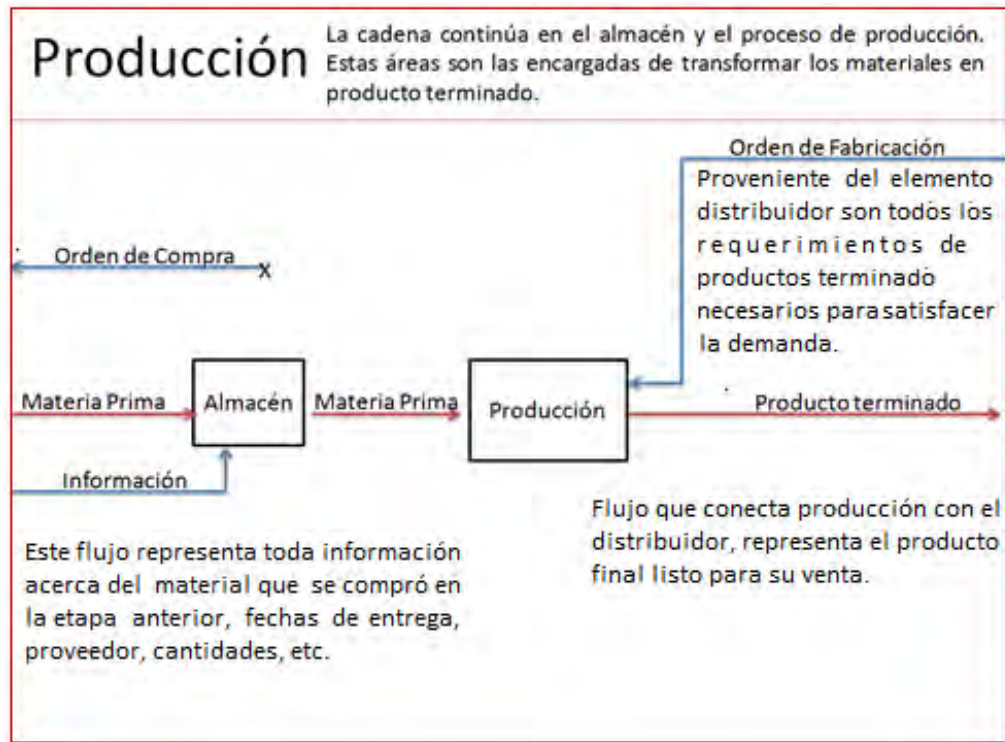 Producción
La cadena continúa en el almacén y el proceso de producción.
Estas áreas son las encargadas de transformar los materiales en
producto terminado.
Orden de Fabricación
Proveniente del elemento
distribuidor son todos los
requerimientos de
productos terminado
necesarios para satisfacer
la demanda.
Orden de Compra
x
Materia Prima
Almacén
Materia Prima
Producción
Producto terminado
Información
Este flujo representa toda información
acerca del material que se compró en
la etapa anterior, fechas de entrega,
proveedor, cantidades, etc.
Flujo que conecta producción con el
distribuidor, representa el producto
final listo para su venta.